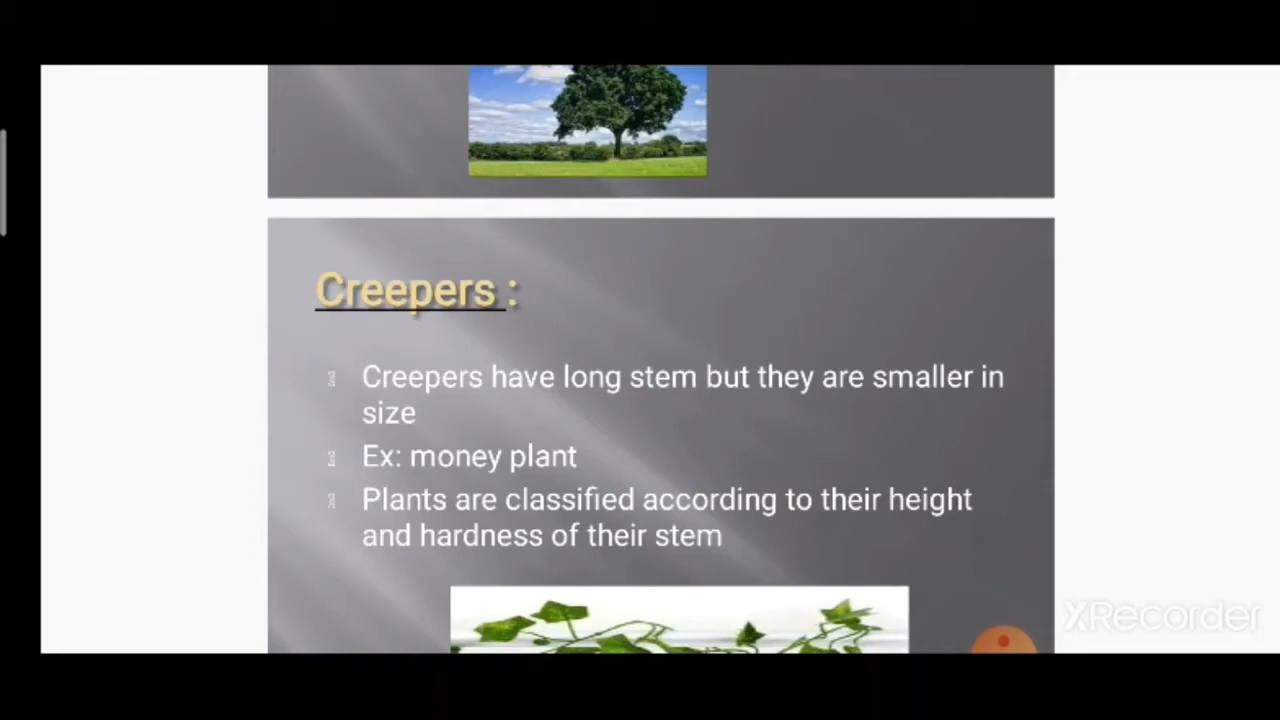 Creepers :
Creepers have long stem but they are smaller in
size
Ex: money plant
Plants are classified according to their height
and hardness of their stem
XRecorder